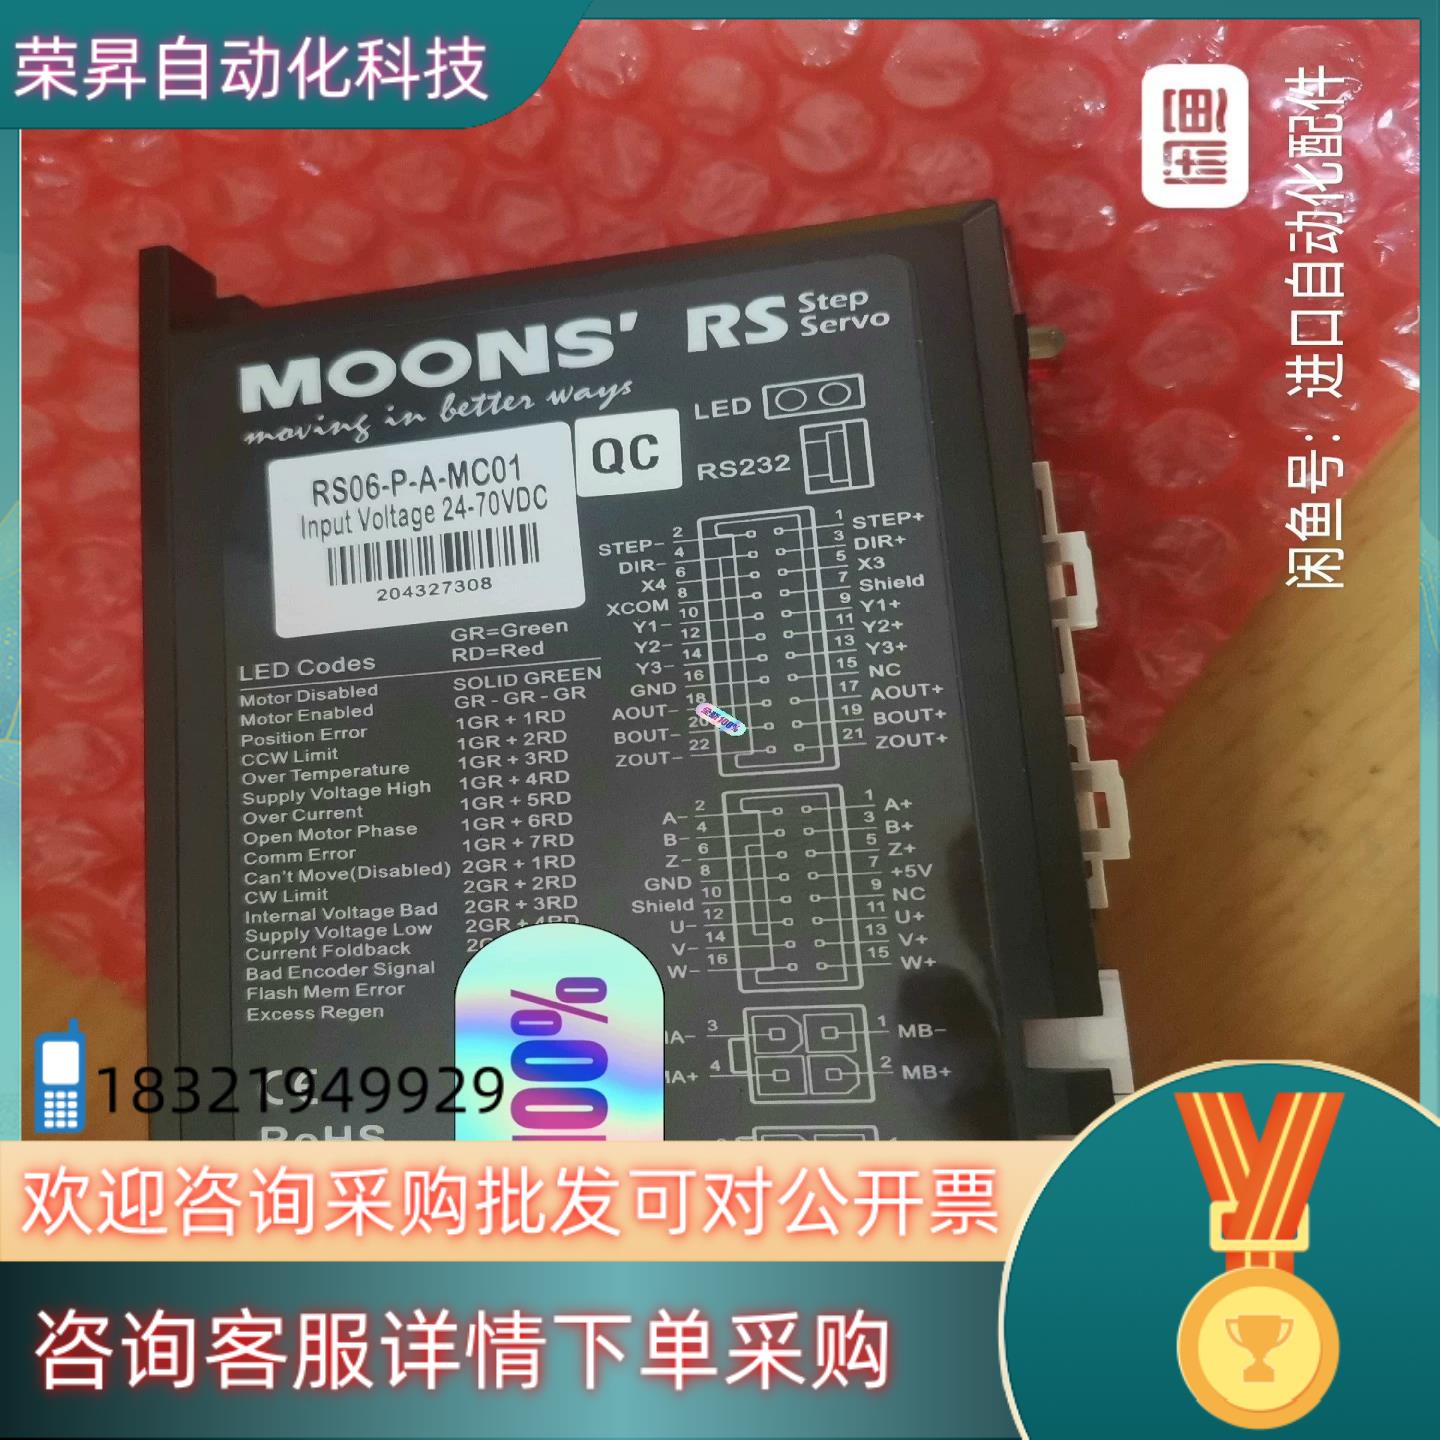 荣昇自动化科技
闲鱼
闲鱼号：进口自动化配件
MOONS'
moving in better ways
RS Step Servo
RS06-P-A-MC01
Input Voltage 24-70VDC
204327308
QC
LED
RS232
GR=Green
RD=Red
LED Codes
Motor Disabled
Motor Enabled
Position Error
CCW Limit
Over Temperature
Supply Voltage High
Over Current
Open Motor Phase
Comm Error
Can't Move(Disabled)
CW Limit
Internal Voltage Bad
Supply Voltage Low
Current Foldback
Bad Encoder Signal
Flash Mem Error
Excess Regen
SOLID GREEN
GR - GR - GR
1GR + 1RD
1GR + 2RD
1GR + 3RD
1GR + 4RD
1GR + 5RD
1GR + 6RD
1GR + 7RD
2GR + 1RD
2GR + 2RD
2GR + 3RD
2GR + 4RD
STEP- 2 1 STEP+
DIR- 4 3 DIR+
X4 6 5 X3
XCOM 8 7 Shield
Y1- 10 9 Y1+
Y2- 12 11 Y2+
Y3- 14 13 Y3+
GND 16 15 NC
AOUT- 18 17 AOUT+
BOUT- 20 19 BOUT+
ZOUT- 22 21 ZOUT+
A- 2 1 A+
B- 4 3 B+
Z- 6 5 Z+
GND 8 7 +5V
Shield 10 9 NC
U- 12 11 U+
V- 14 13 V+
W- 16 15 W+
3 1 MB-
4 2 MB+
CE
RoHS
100%
18321949929
欢迎咨询采购批发可对公开票
咨询客服详情下单采购